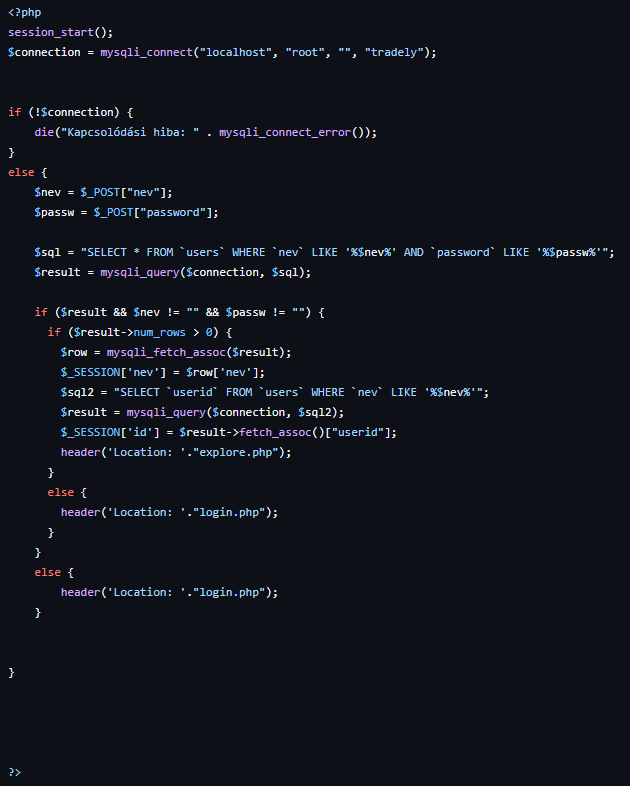 <?php
session_start();
$connection = mysqli_connect("localhost", "root", "", "tradely");
if (!$connection) {
    die("Kapcsolódási hiba: " . mysqli_connect_error());
}
else {
    $nev = $_POST["nev"];
    $passw = $_POST["password"];
    $sql = "SELECT * FROM `users` WHERE `nev` LIKE '%$nev%' AND `password` LIKE '%$passw%'";
    $result = mysqli_query($connection, $sql);
    if ($result && $nev != "" && $passw != "") {
      if ($result->num_rows > 0) {
        $row = mysqli_fetch_assoc($result);
        $_SESSION['nev'] = $row['nev'];
        $sql2 = "SELECT `userid` FROM `users` WHERE `nev` LIKE '%$nev%'";
        $result = mysqli_query($connection, $sql2);
        $_SESSION['id'] = $result->fetch_assoc()["userid"];
        header('Location: '."explore.php");
      }
      else {
        header('Location: '."login.php");
      }
    }
    else {
        header('Location: '."login.php");
    }
}
?>